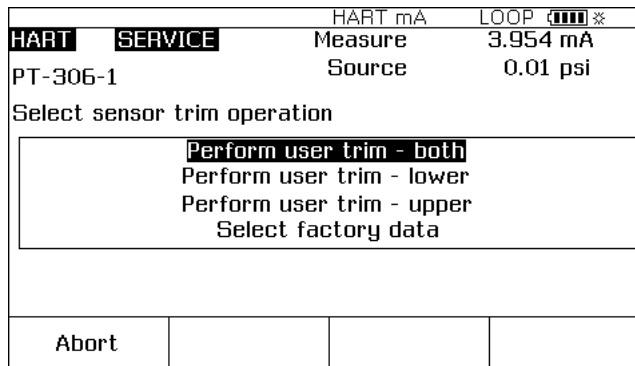 HART mA LOOP
HART SERVICE Measure 3.954 mA
PT-306-1 Source 0.01 psi
Select sensor trim operation
Perform user trim - both
Perform user trim - lower
Perform user trim - upper
Select factory data
Abort